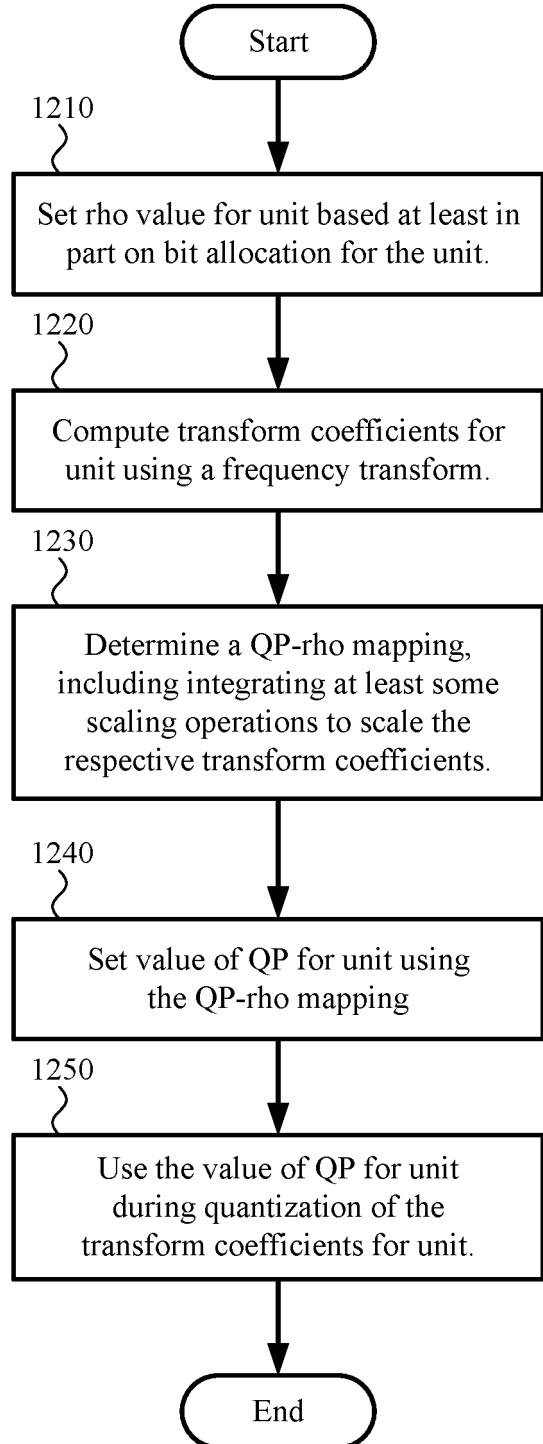 Start
1210
Set rho value for unit based at least in
part on bit allocation for the unit.
1220
Compute transform coefficients for
unit using a frequency transform.
1230
Determine a QP-rho mapping,
including integrating at least some
scaling operations to scale the
respective transform coefficients.
1240
Set value of QP for unit using
the QP-rho mapping
1250
Use the value of QP for unit
during quantization of the
transform coefficients for unit.
End